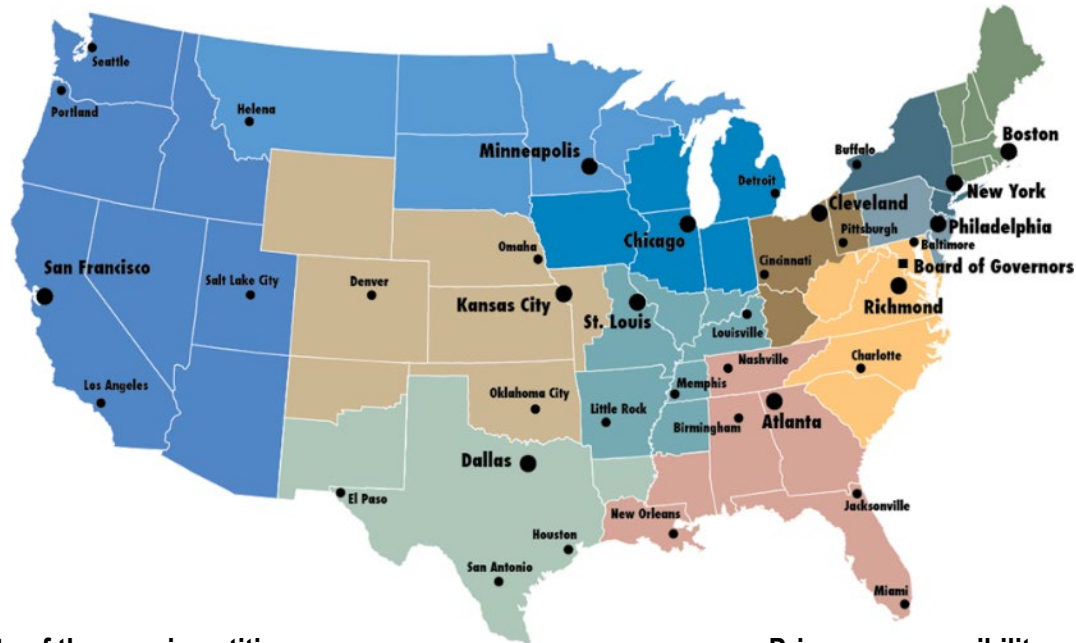 Seattle
Portland
Helena
Minneapolis
Buffalo
Boston
Detroit
New York
Cleveland
Chicago
Pittsburgh
Philadelphia
Baltimore
Omaha
Cincinnati
Board of Governors
San Francisco
Salt Lake City
Denver
Kansas City
St. Louis
Richmond
Louisville
Los Angeles
Nashville
Charlotte
Oklahoma City
Memphis
Little Rock
Birmingham
Atlanta
Dallas
El Paso
New Orleans
Jacksonville
Houston
San Antonio
Miami